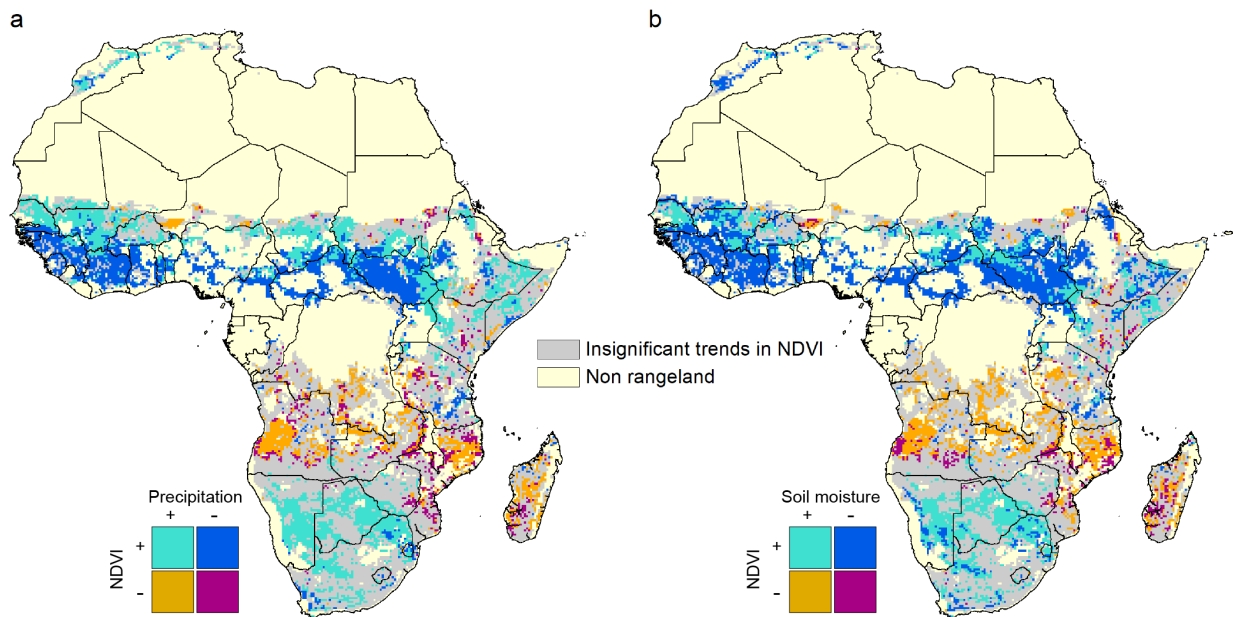 a
b
Insignificant trends in NDVI
Non rangeland
Precipitation
+ -
NDVI
+
-
Soil moisture
+ -
NDVI
+
-